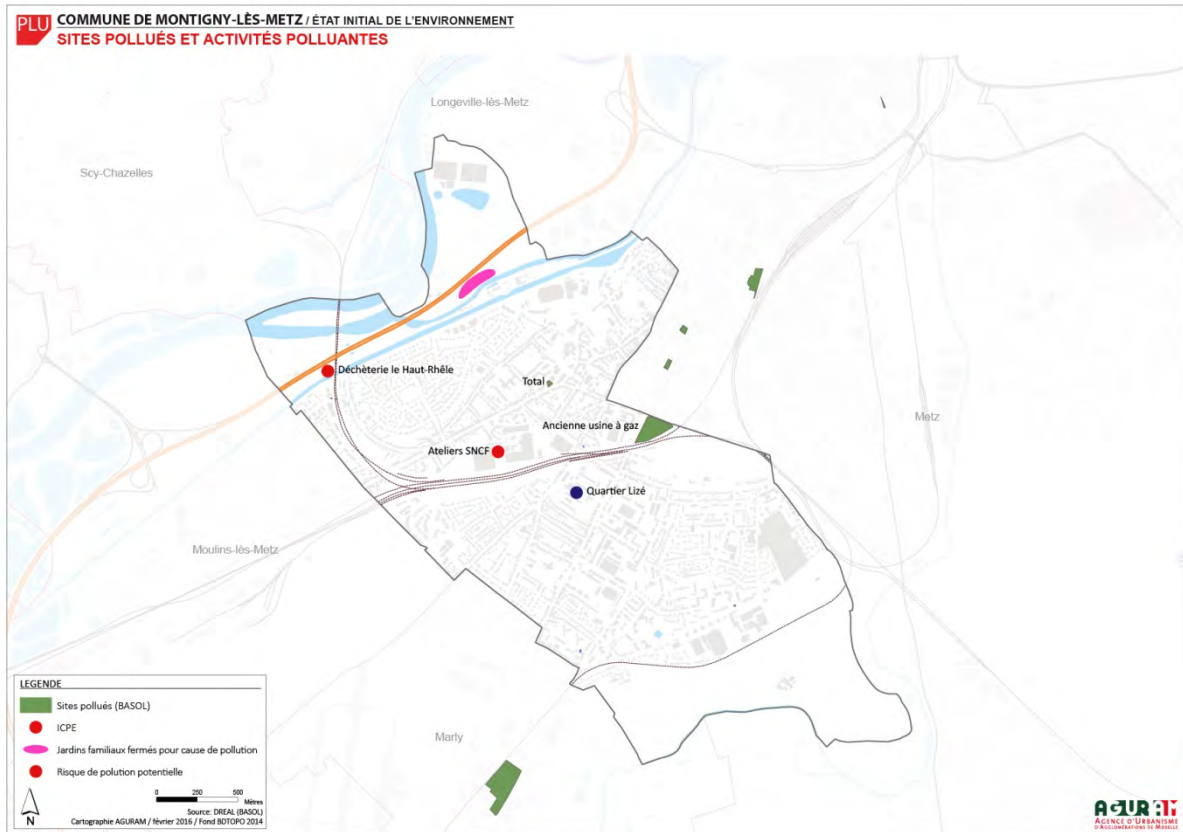 PLU COMMUNE DE MONTIGNY-LÈS-METZ / ÉTAT INITIAL DE L'ENVIRONNEMENT
SITES POLLUÉS ET ACTIVITÉS POLLUANTES
Longeville-lès-Metz
Scy-Chazelles
Déchèterie le Haut-Rhêle
Total
Ancienne usine à gaz
Metz
Ateliers SNCF
Quartier Lizé
Moulins-lès-Metz
Marly
LEGENDE
Sites pollués (BASOL)
ICPE
Jardins familiaux fermés pour cause de pollution
Risque de polution potentielle
0 250 500
Mètres
N
Source: DREAL (BASOL)
Cartographie AGURAM / février 2016 / Fond BDTOPO 2014
AGURAM
AGENCE D'URBANISME
D'AGGLOMÉRATIONS DE MOSELLE